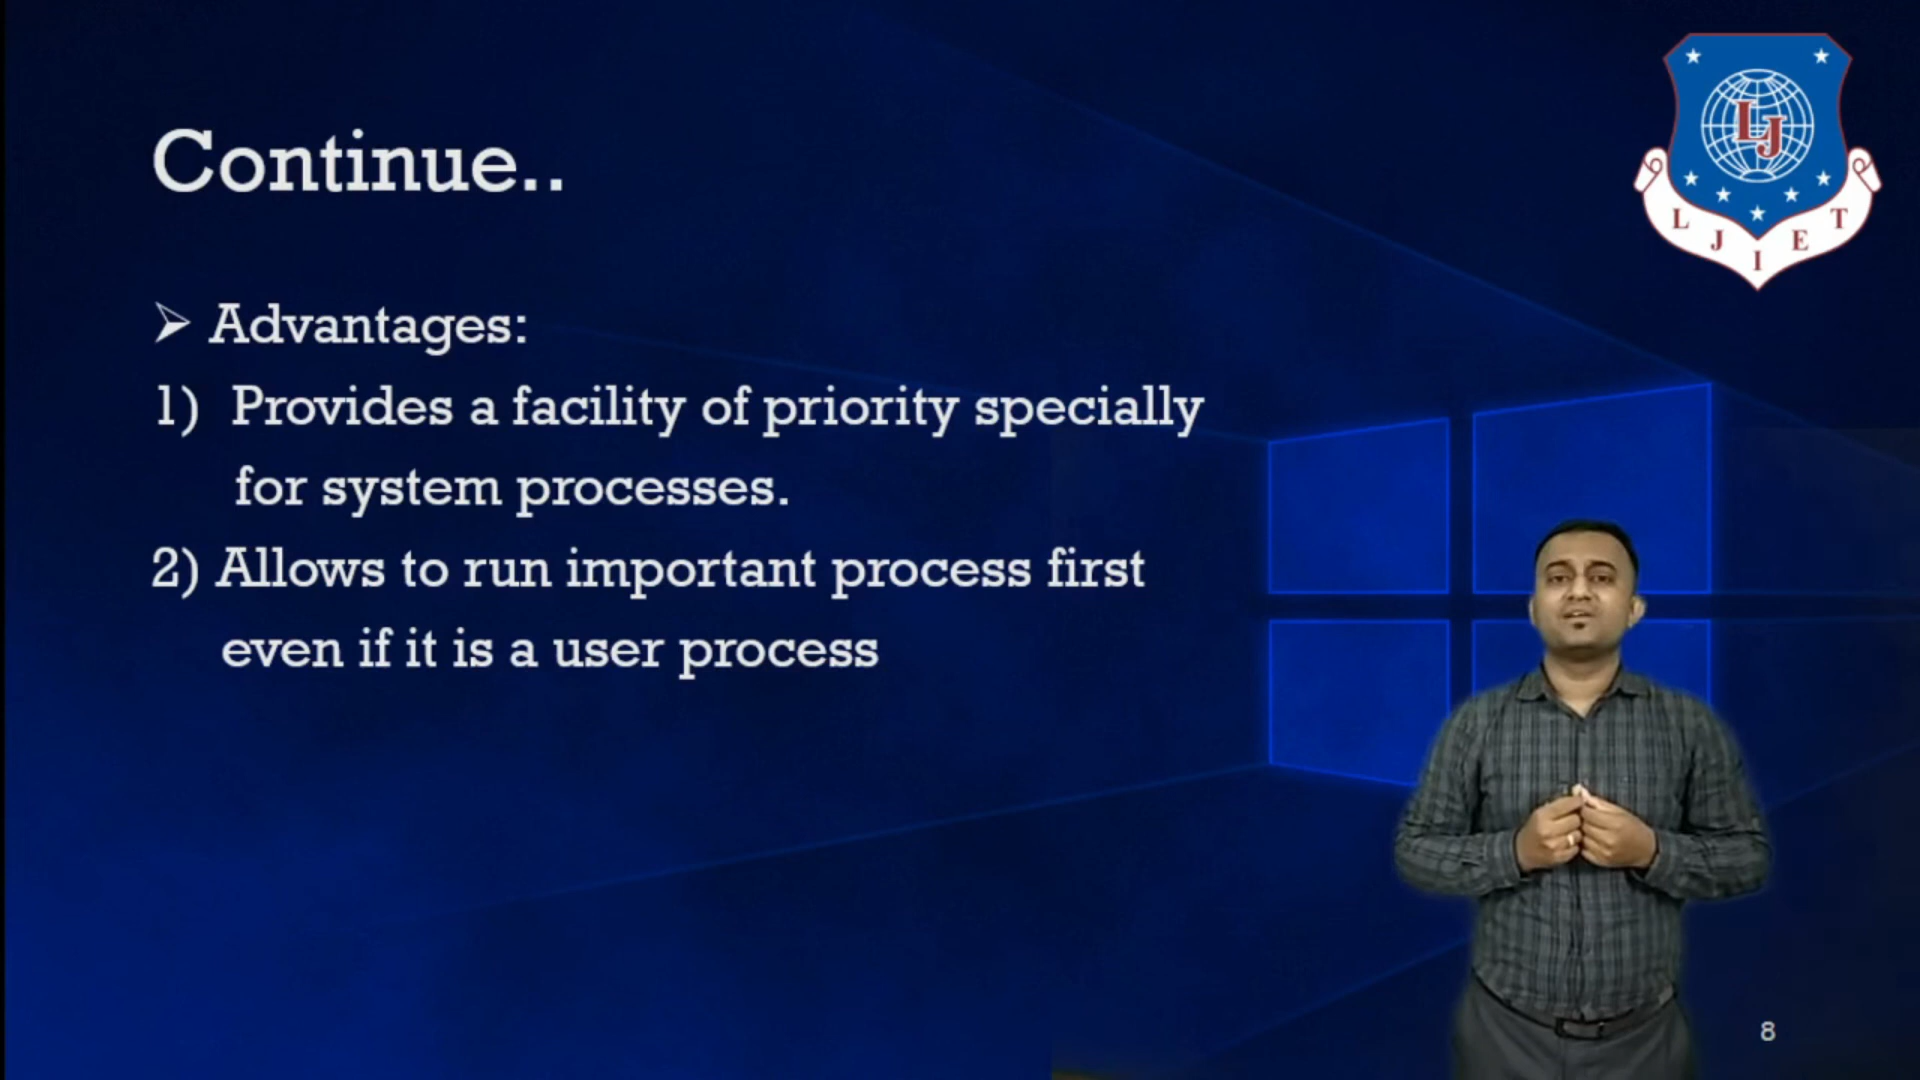 Continue..
➢ Advantages:
1) Provides a facility of priority specially
for system processes.
2) Allows to run important process first
even if it is a user process
LJ
L J I E T
8